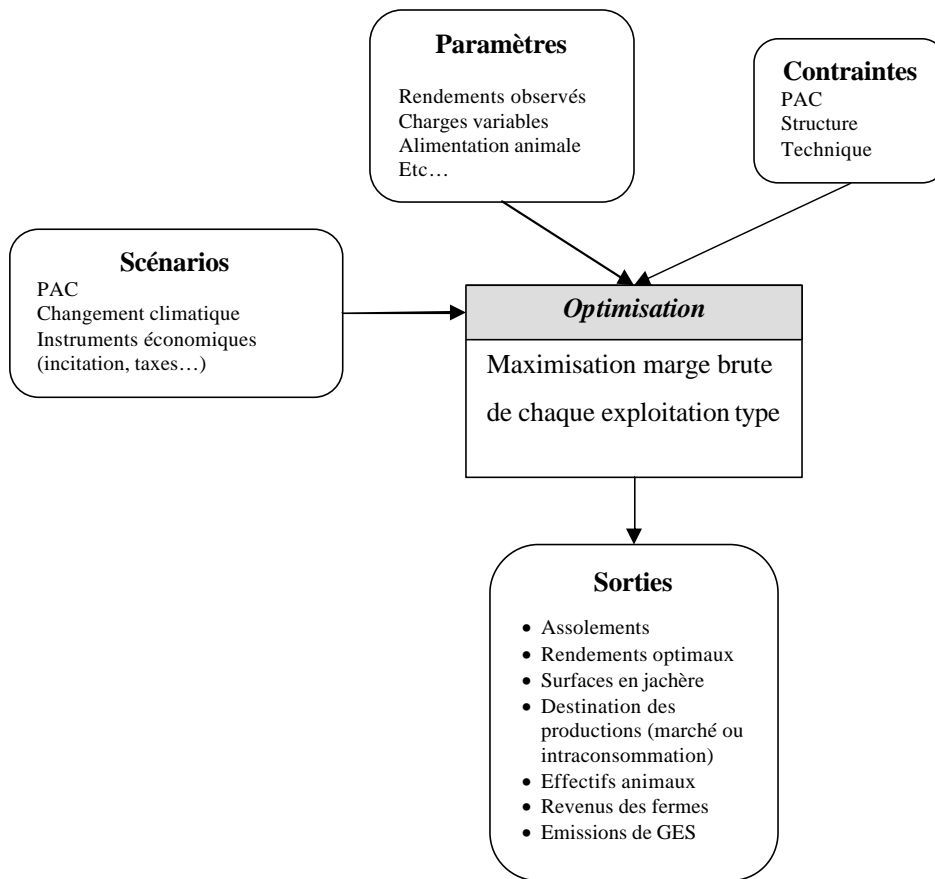 Paramètres
Rendements observés
Charges variables
Alimentation animale
Etc…
Contraintes
PAC
Structure
Technique
Scénarios
PAC
Changement climatique
Instruments économiques
(incitation, taxes…)
Optimisation
Maximisation marge brute
de chaque exploitation type
Sorties
• Assolements
• Rendements optimaux
• Surfaces en jachère
• Destination des
productions (marché ou
intraconsommation)
• Effectifs animaux
• Revenus des fermes
• Emissions de GES